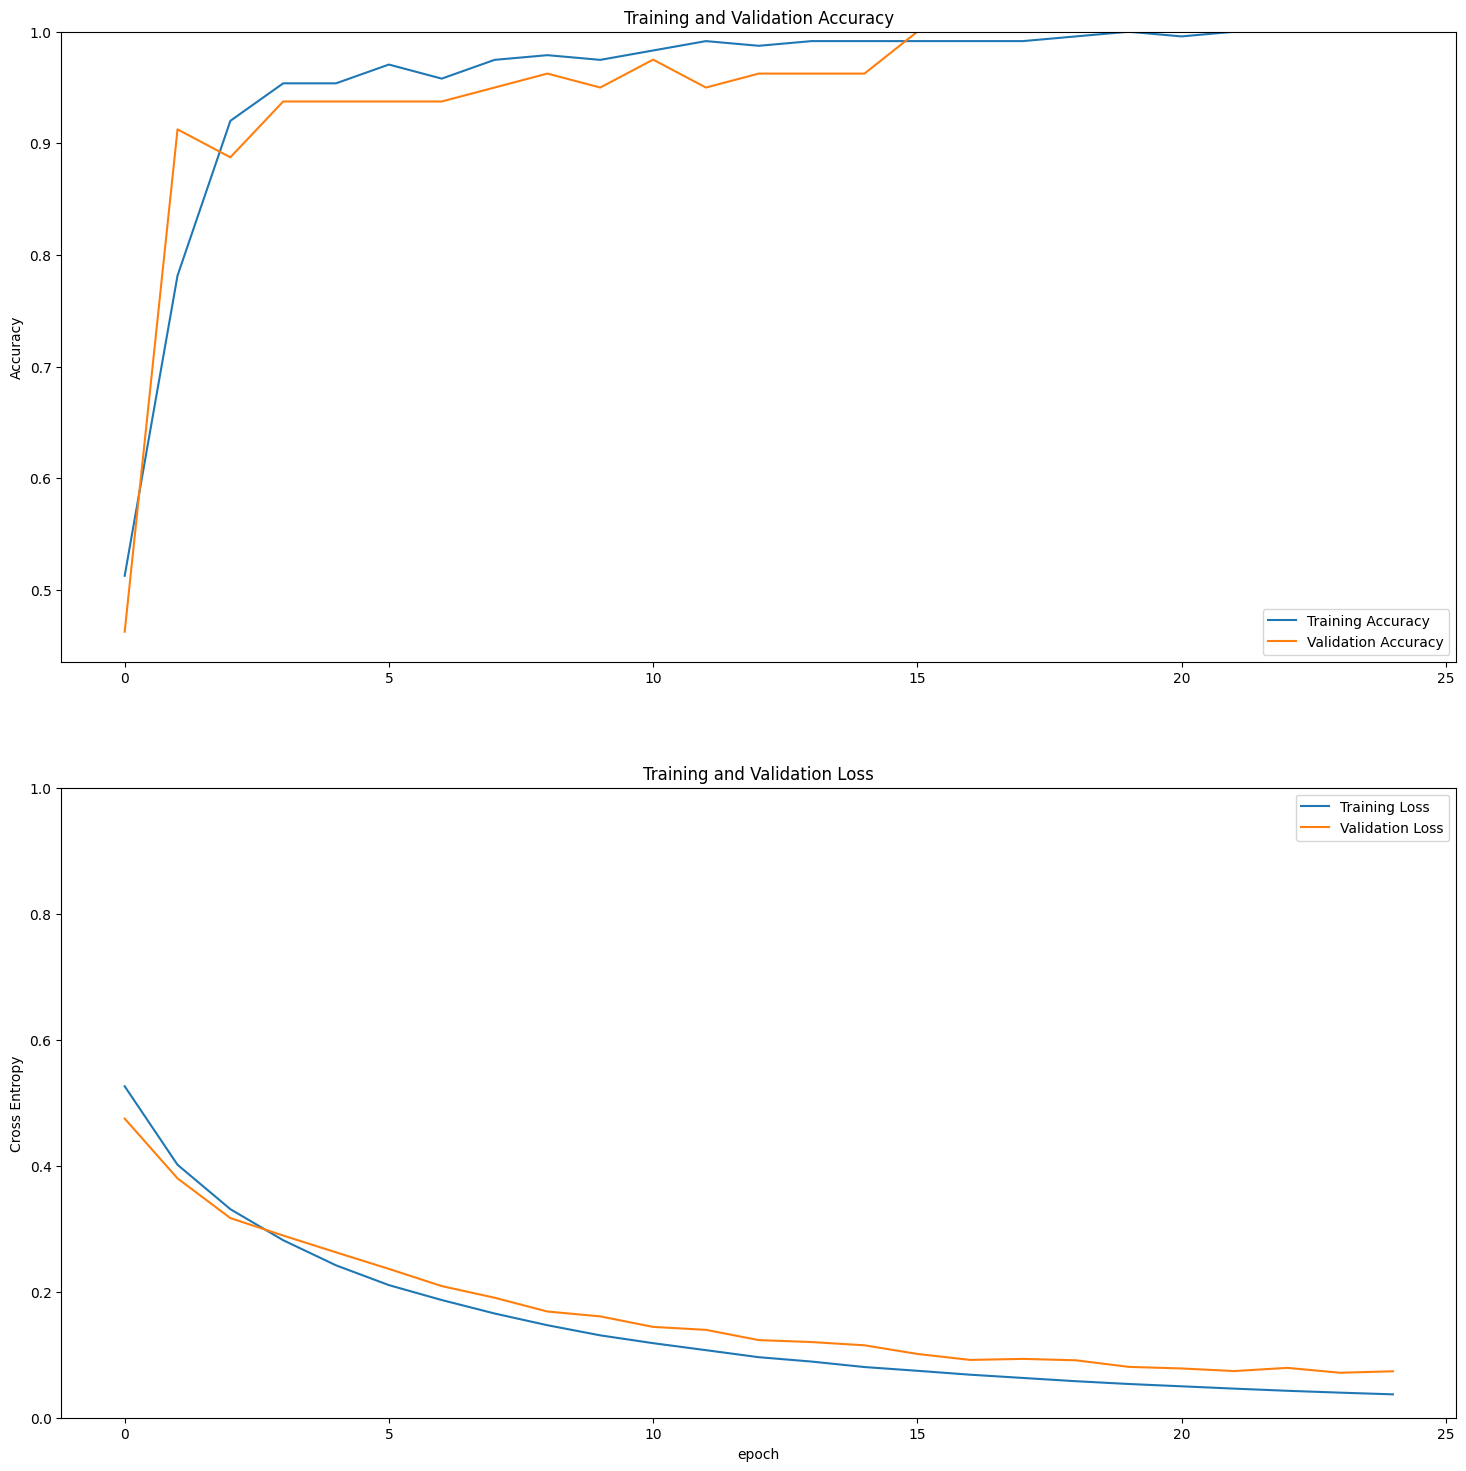 Training and Validation Accuracy
1.0
0.9
0.8
0.7
0.6
0.5
Accuracy
Training Accuracy
Validation Accuracy
0 5 10 15 20 25
Training and Validation Loss
1.0
0.8
0.6
0.4
0.2
0.0
Cross Entropy
Training Loss
Validation Loss
0 5 10 15 20 25
epoch